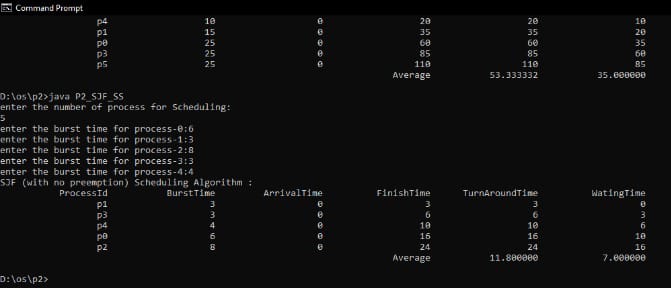 Command Prompt
p4 10 0 20 20 10
p1 15 0 35 35 20
p0 25 0 60 60 35
p3 25 0 85 85 60
p5 25 0 110 110 85
Average 53.333332 35.000000
D:\os\p2>java P2_SJF_SS
enter the number of process for Scheduling:
5
enter the burst time for process-0:6
enter the burst time for process-1:3
enter the burst time for process-2:8
enter the burst time for process-3:3
enter the burst time for process-4:4
SJF (with no preemption) Scheduling Algorithm :
ProcessId BurstTime ArrivalTime FinishTime TurnAroundTime WatingTime
p1 3 0 3 3 0
p3 3 0 6 6 3
p4 4 0 10 10 6
p0 6 0 16 16 10
p2 8 0 24 24 16
Average 11.800000 7.000000
D:\os\p2>